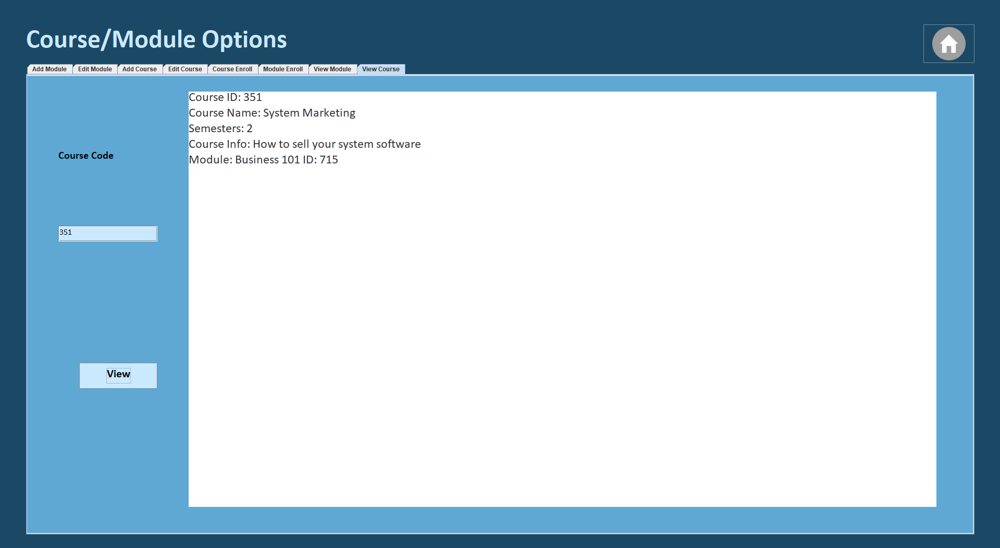 Course/Module Options
Add Module Edit Module Add Course Edit Course Course Enroll Module Enroll View Module View Course
Course ID: 351
Course Name: System Marketing
Semesters: 2
Course Info: How to sell your system software
Module: Business 101 ID: 715
Course Code
351
View